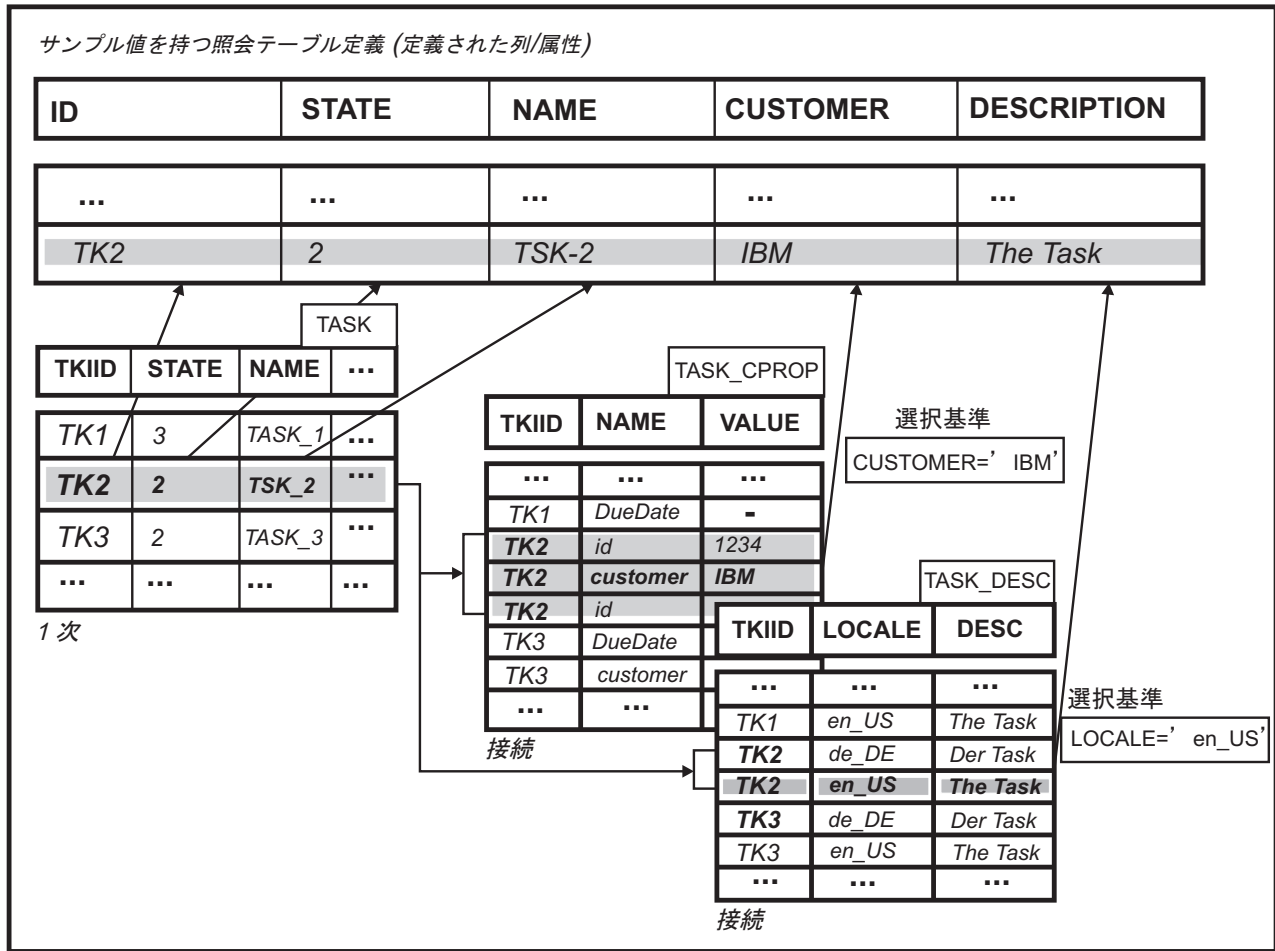 サンプル値を持つ照会テーブル定義 (定義された列/属性)
ID STATE NAME CUSTOMER DESCRIPTION
... ... ... ... ...
TK2 2 TSK-2 IBM The Task
TASK
TKIID STATE NAME ...
TK1 3 TASK_1 ...
TK2 2 TSK_2 ...
TK3 2 TASK_3 ...
... ... ... ...
1 次
TASK_CPROP
TKIID NAME VALUE
... ... ...
TK1 DueDate -
TK2 id 1234
TK2 customer IBM
TK2 id
TK3 DueDate
TK3 customer
... ...
接続
選択基準
CUSTOMER=’ IBM’
TASK_DESC
TKIID LOCALE DESC
... ... ...
TK1 en_US The Task
TK2 de_DE Der Task
TK2 en_US The Task
TK3 de_DE Der Task
TK3 en_US The Task
... ... ...
接続
選択基準
LOCALE=’ en_US’